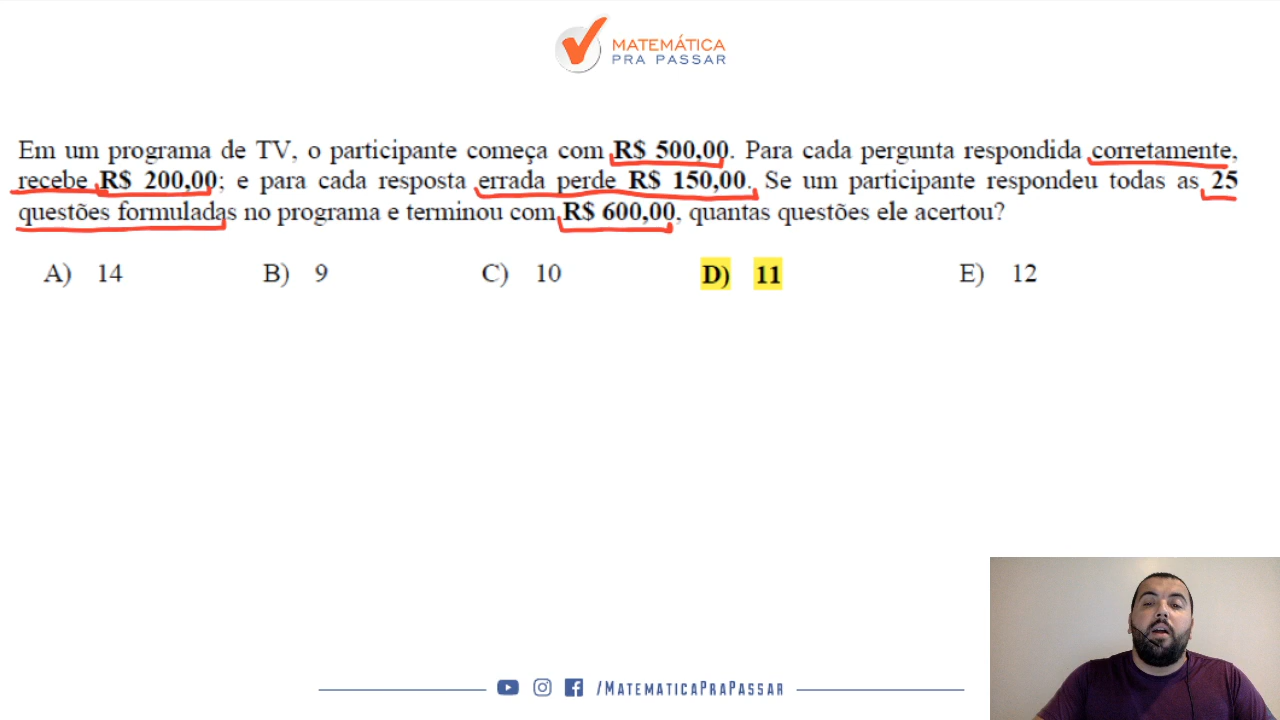 MATEMÁTICA
PRA PASSAR
Em um programa de TV, o participante começa com R$ 500,00. Para cada pergunta respondida corretamente,
recebe R$ 200,00; e para cada resposta errada perde R$ 150,00. Se um participante respondeu todas as 25
questões formuladas no programa e terminou com R$ 600,00, quantas questões ele acertou?
A) 14 B) 9 C) 10 D) 11 E) 12
/MATEMATICAPRAPASSAR